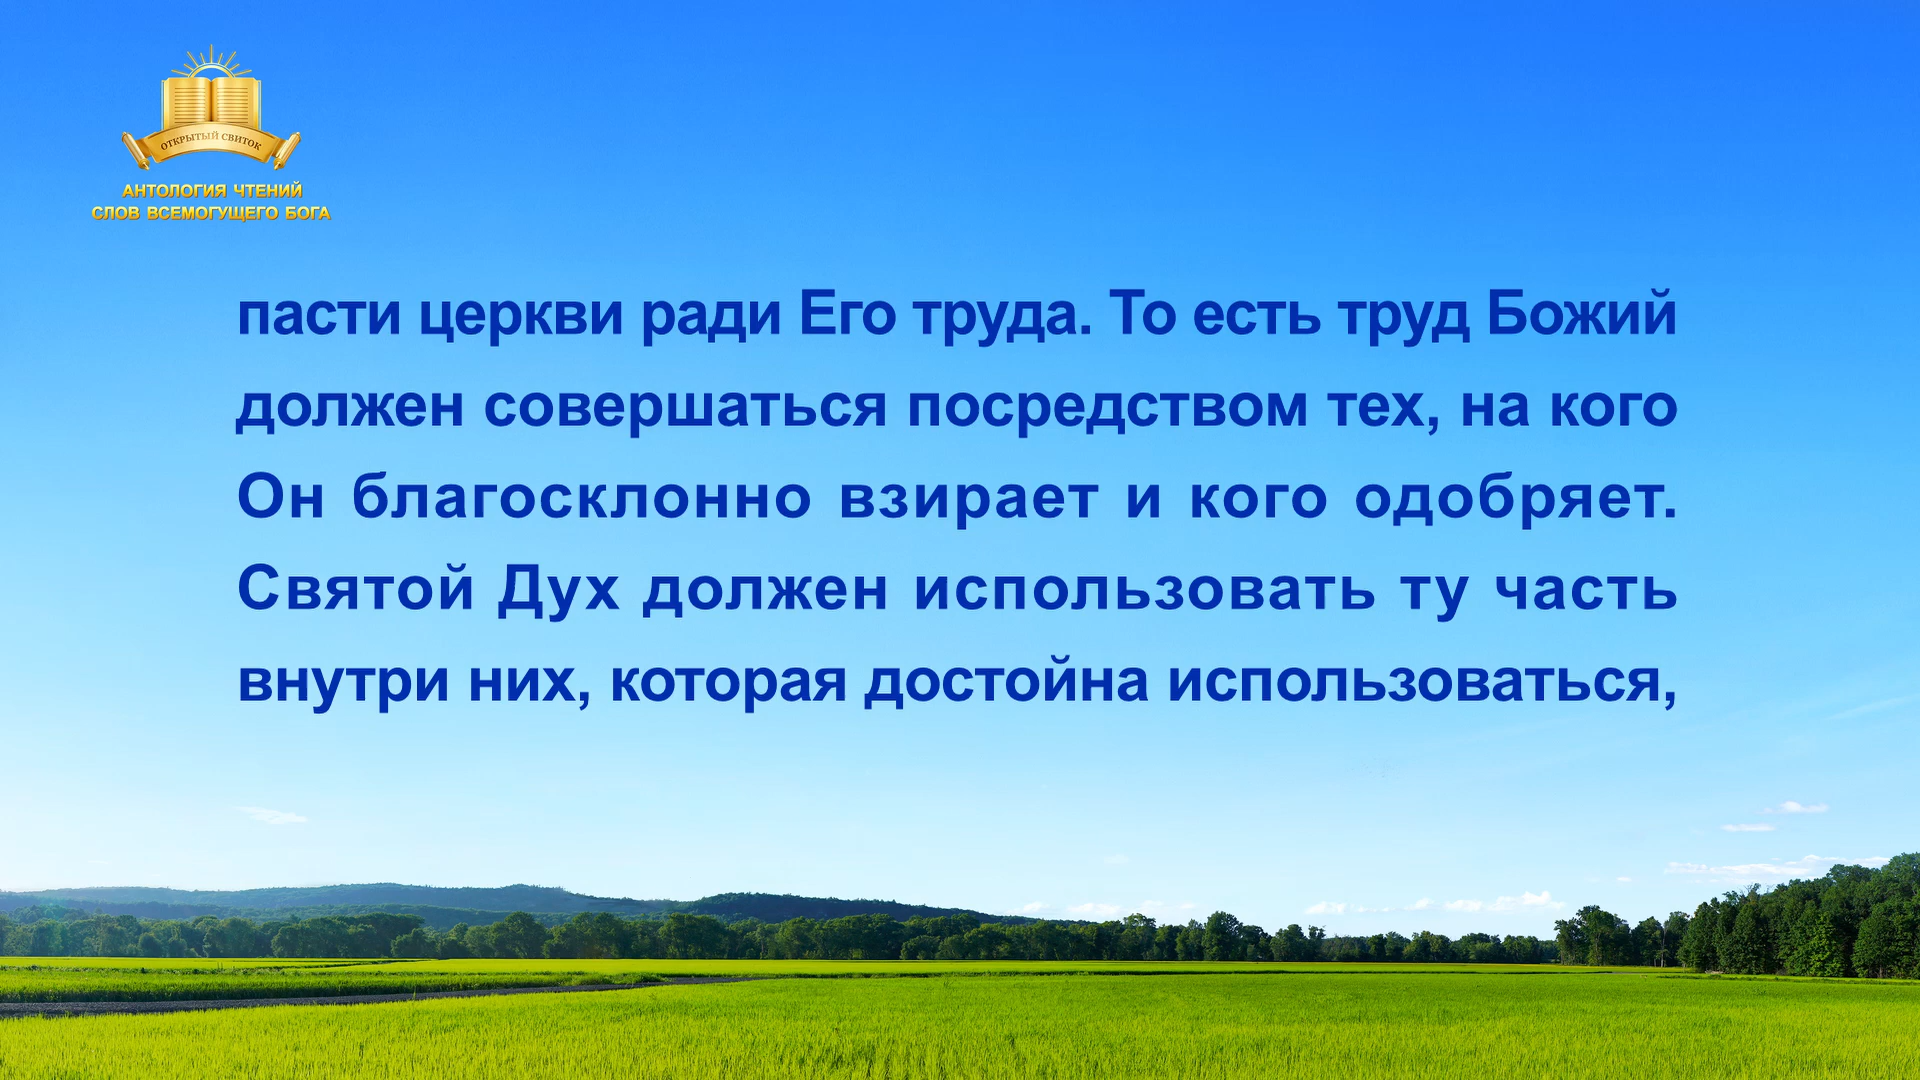 ОТКРЫТЫЙ СВИТОК
АНТОЛОГИЯ ЧТЕНИЙ
СЛОВ ВСЕМОГУЩЕГО БОГА
пасти церкви ради Его труда. То есть труд Божий
должен совершаться посредством тех, на кого
Он благосклонно взирает и кого одобряет.
Святой Дух должен использовать ту часть
внутри них, которая достойна использоваться,